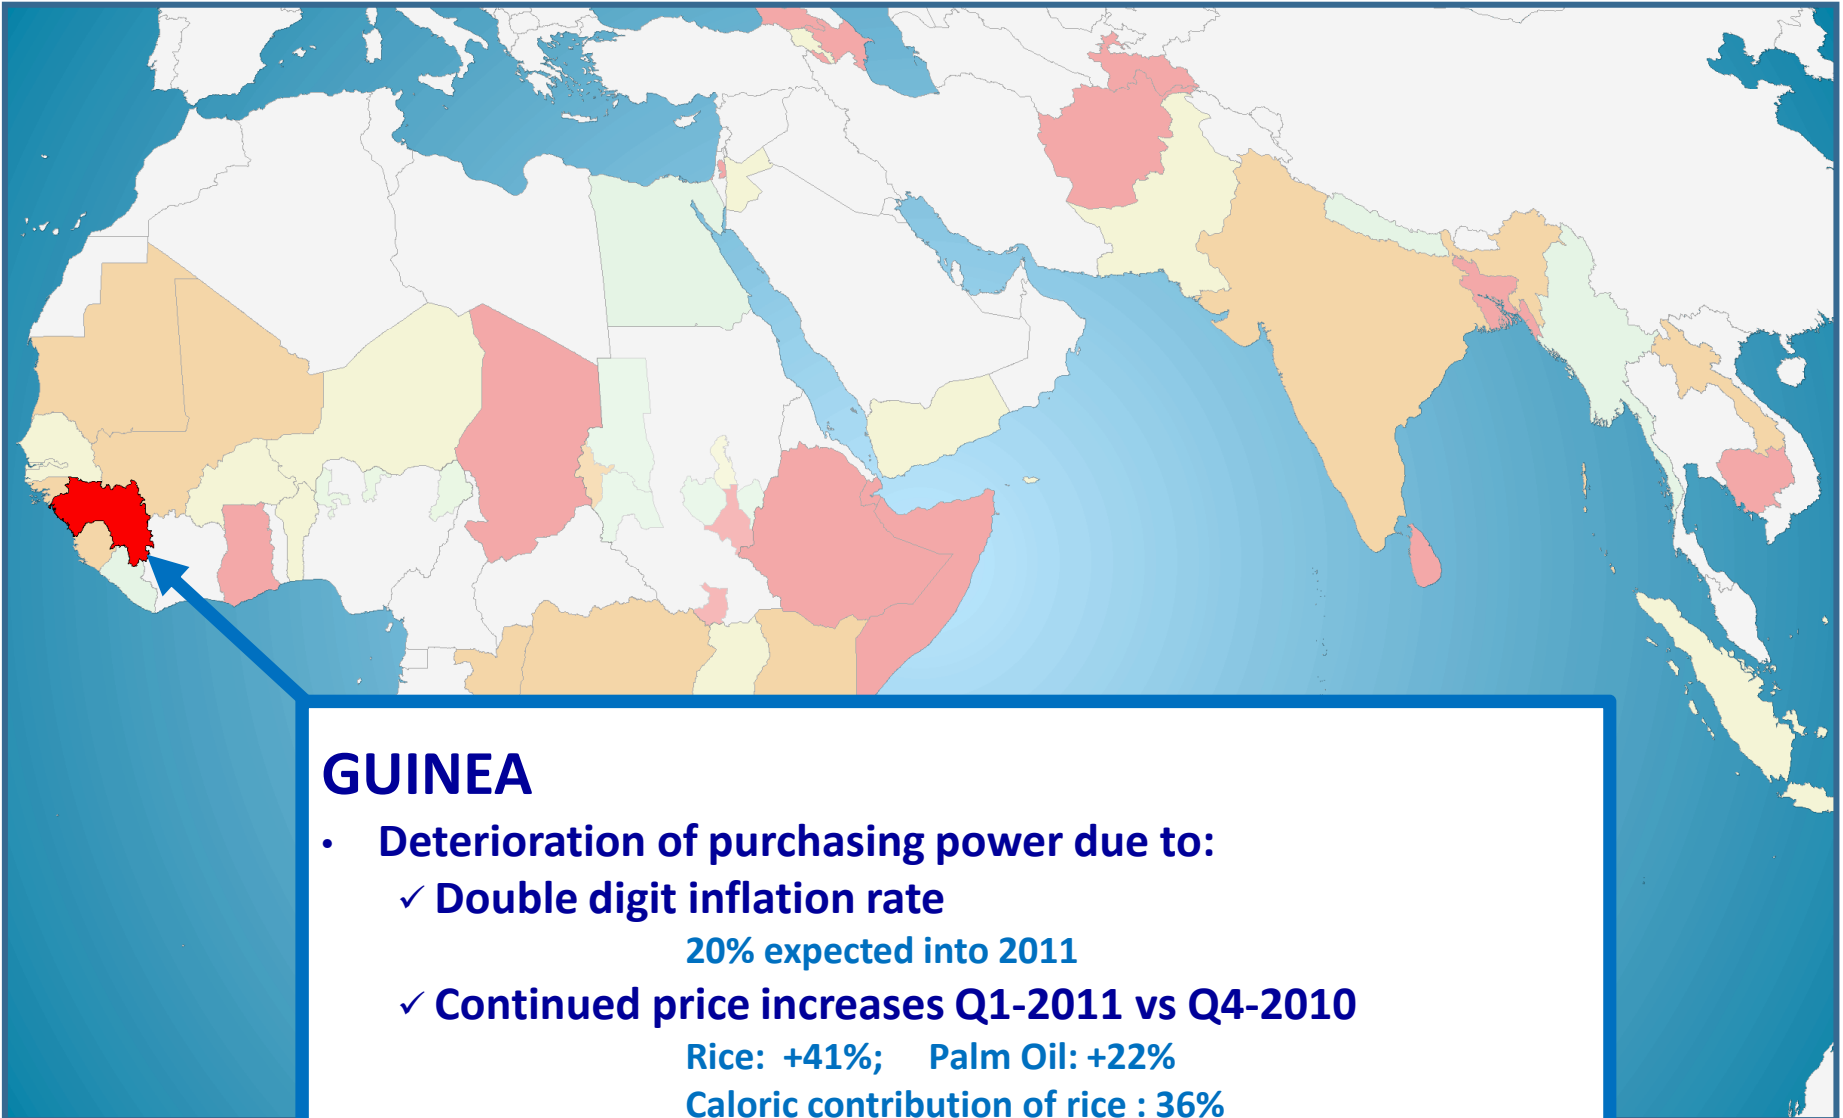 GUINEA
• Deterioration of purchasing power due to:
✓ Double digit inflation rate
20% expected into 2011
✓ Continued price increases Q1-2011 vs Q4-2010
Rice: +41%; Palm Oil: +22%
Caloric contribution of rice : 36%